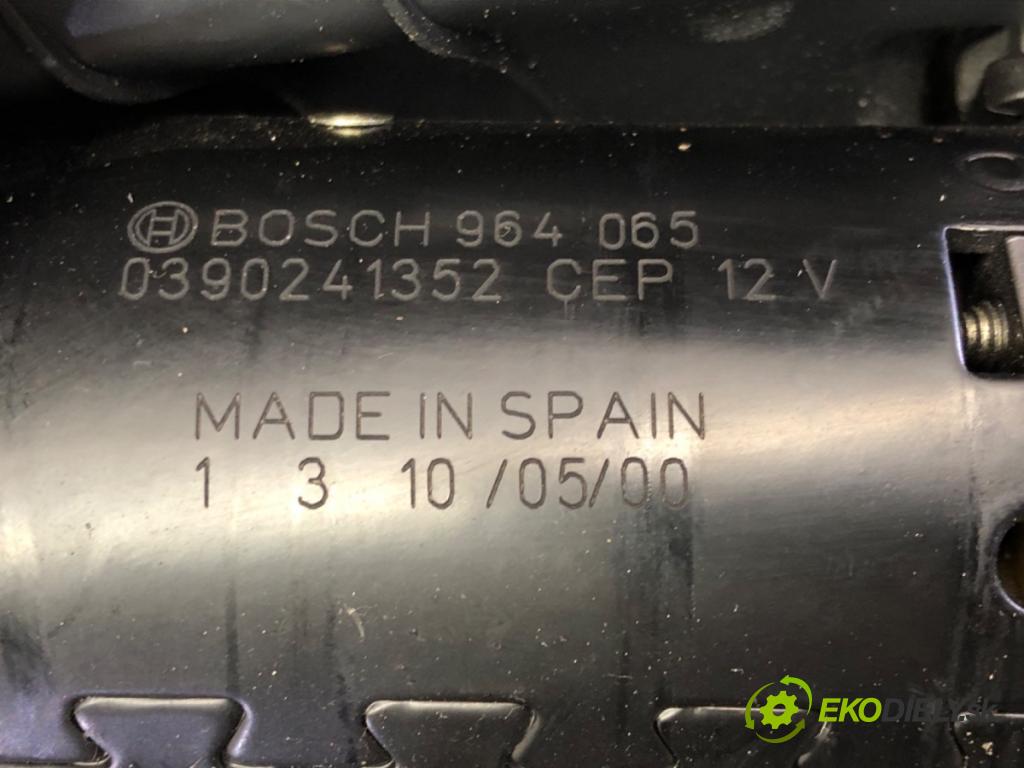 BOSCH 964 065
0390241352 CEP 12 V
MADE IN SPAIN
1 3 10 /05/00
EKODIELY.sk